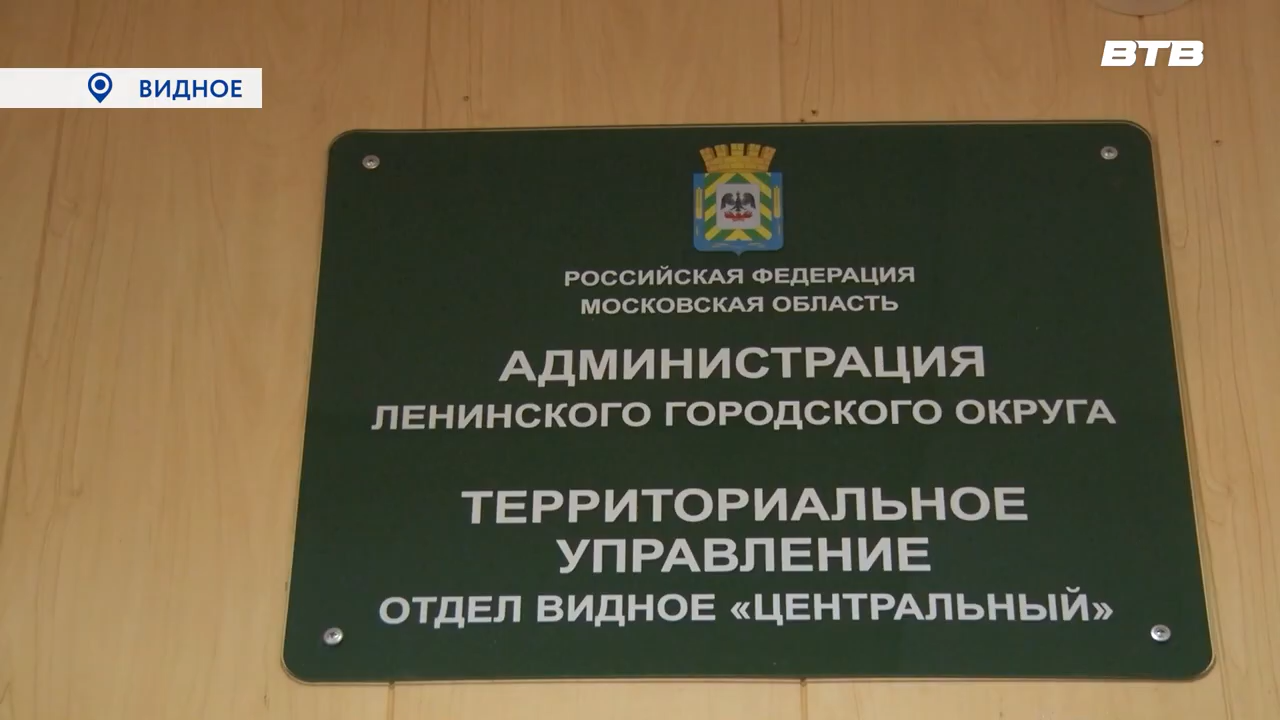 ВТВ
ВИДНОЕ
РОССИЙСКАЯ ФЕДЕРАЦИЯ
МОСКОВСКАЯ ОБЛАСТЬ
АДМИНИСТРАЦИЯ
ЛЕНИНСКОГО ГОРОДСКОГО ОКРУГА
ТЕРРИТОРИАЛЬНОЕ
УПРАВЛЕНИЕ
ОТДЕЛ ВИДНОЕ «ЦЕНТРАЛЬНЫЙ»